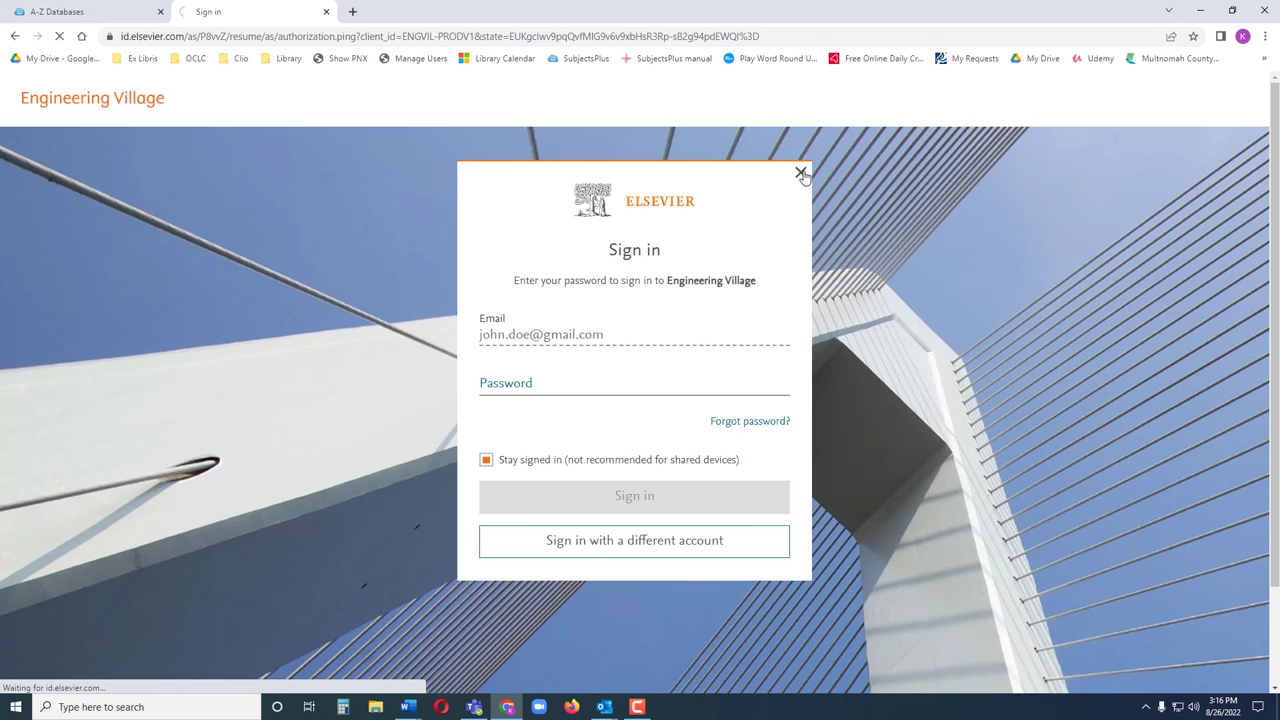 A-Z Databases
Sign in
id.elsevier.com/as/P8vvZ/resume/as/authorization.ping?client_id=ENGVIL-PRODV1&state=EUKgclwv9pqQvfMIG9v6v9xbHsR3Rp-sB2g94pdEWQI%3D
K
My Drive - Google...
Ex Libris
OCLC
Clio
Library
Show PNX
Manage Users
Library Calendar
SubjectsPlus
SubjectsPlus manual
Play Word Round U...
Free Online Daily Cr...
My Requests
My Drive
Udemy
Multnomah County...
»
Engineering Village
ELSEVIER
Sign in
Enter your password to sign in to Engineering Village
Email
john.doe@gmail.com
Password
Forgot password?
Stay signed in (not recommended for shared devices)
Sign in
Sign in with a different account
Waiting for id.elsevier.com...
Type here to search
3:16 PM
8/26/2022